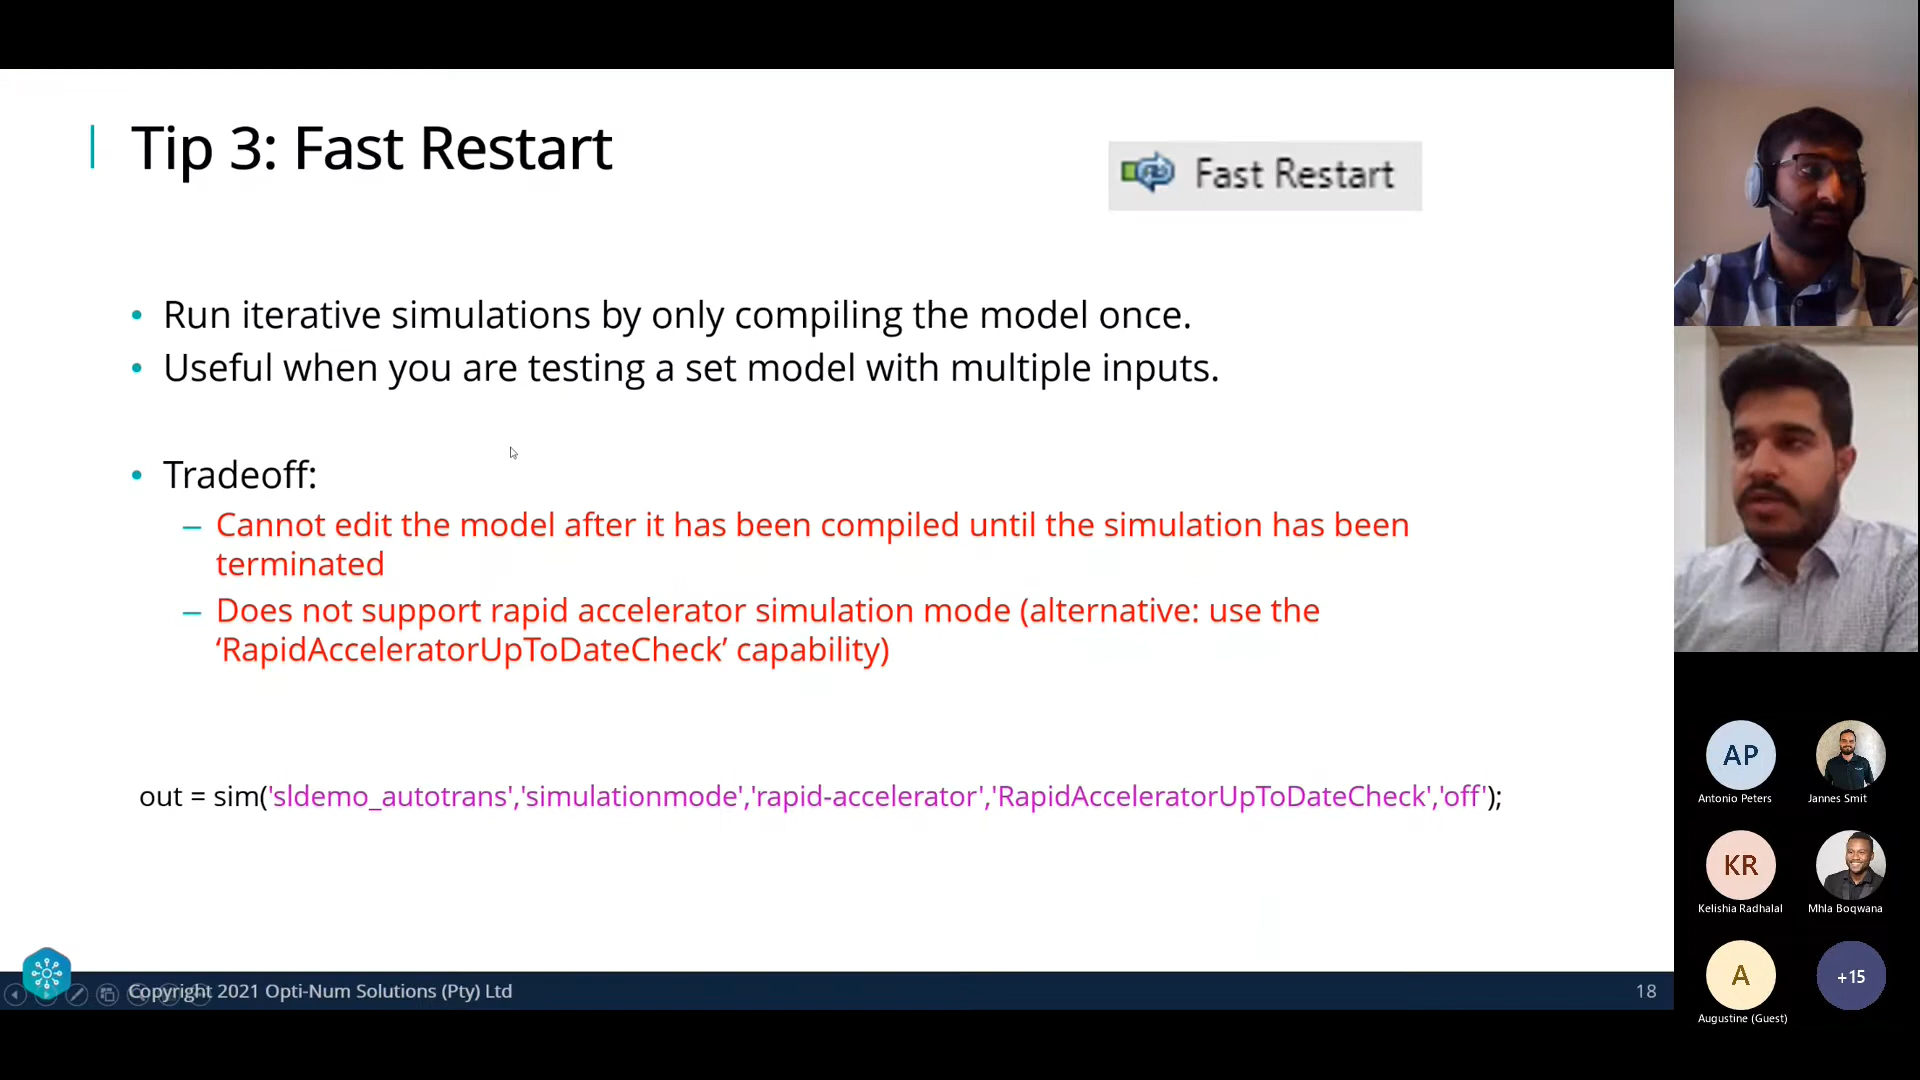 Tip 3: Fast Restart
Fast Restart
• Run iterative simulations by only compiling the model once.
• Useful when you are testing a set model with multiple inputs.
• Tradeoff:
– Cannot edit the model after it has been compiled until the simulation has been
terminated
– Does not support rapid accelerator simulation mode (alternative: use the
‘RapidAcceleratorUpToDateCheck’ capability)
out = sim('sldemo_autotrans','simulationmode','rapid-accelerator','RapidAcceleratorUpToDateCheck','off');
Copyright 2021 Opti-Num Solutions (Pty) Ltd
18
AP
Antonio Peters
Jannes Smit
KR
Kelishia Radhalal
Mhla Boqwana
A
+15
Augustine (Guest)